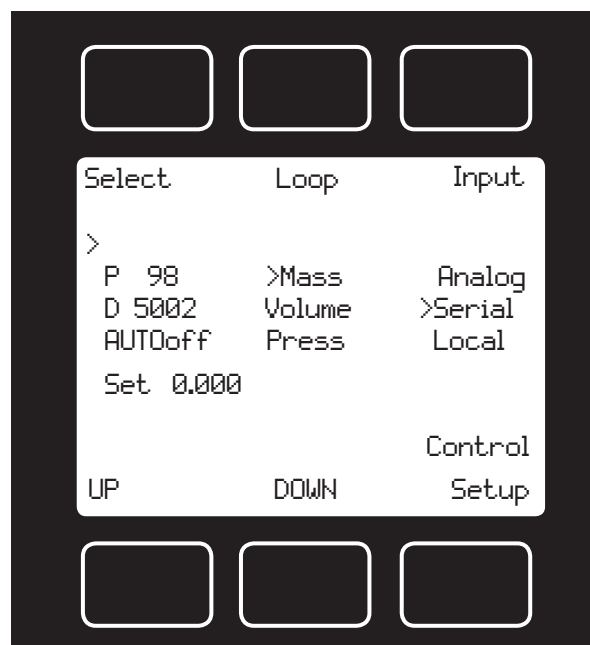 Select Loop Input
>
P 98 >Mass Analog
D 5002 Volume >Serial
AUTOoff Press Local
Set 0.000
Control
UP DOWN Setup